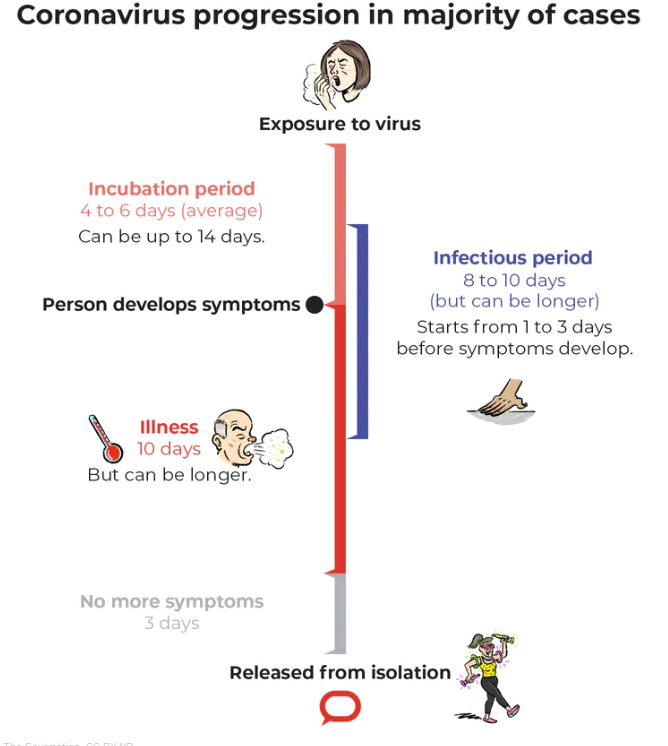 Coronavirus progression in majority of cases
Exposure to virus
Incubation period
4 to 6 days (average)
Can be up to 14 days.
Infectious period
8 to 10 days
(but can be longer)
Starts from 1 to 3 days
before symptoms develop.
Person develops symptoms
Illness
10 days
But can be longer.
No more symptoms
3 days
Released from isolation